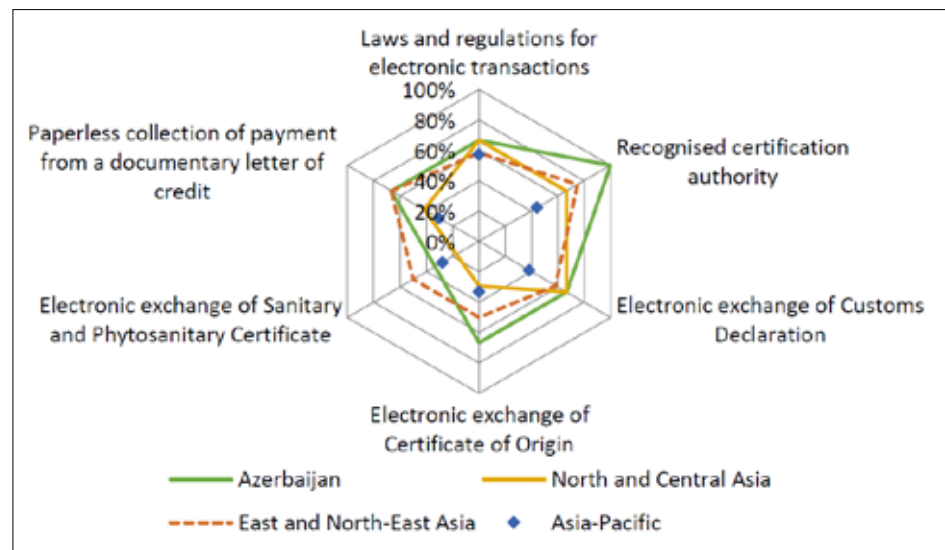 Laws and regulations for
electronic transactions
100%
80%
60%
40%
20%
0%
Recognised certification
authority
Electronic exchange of Customs
Declaration
Electronic exchange of
Certificate of Origin
Electronic exchange of Sanitary
and Phytosanitary Certificate
Paperless collection of payment
from a documentary letter of
credit
Azerbaijan
North and Central Asia
East and North-East Asia
Asia-Pacific